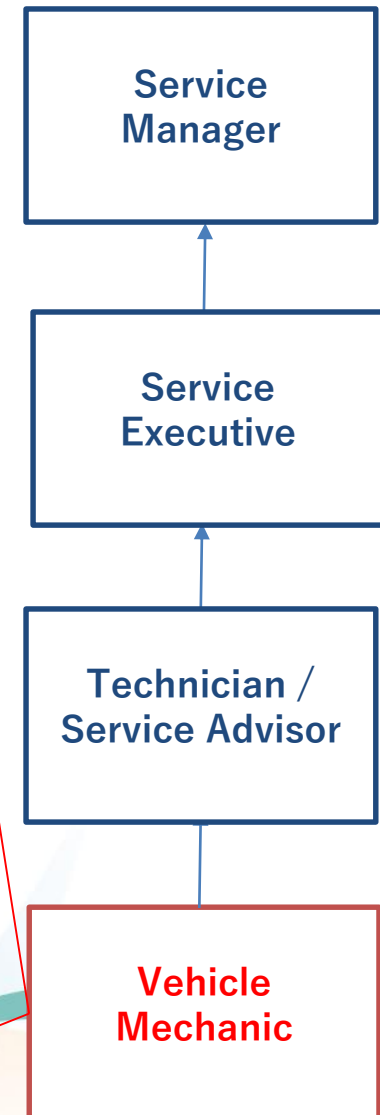 Service
Manager
Service
Executive
Technician /
Service Advisor
Vehicle
Mechanic